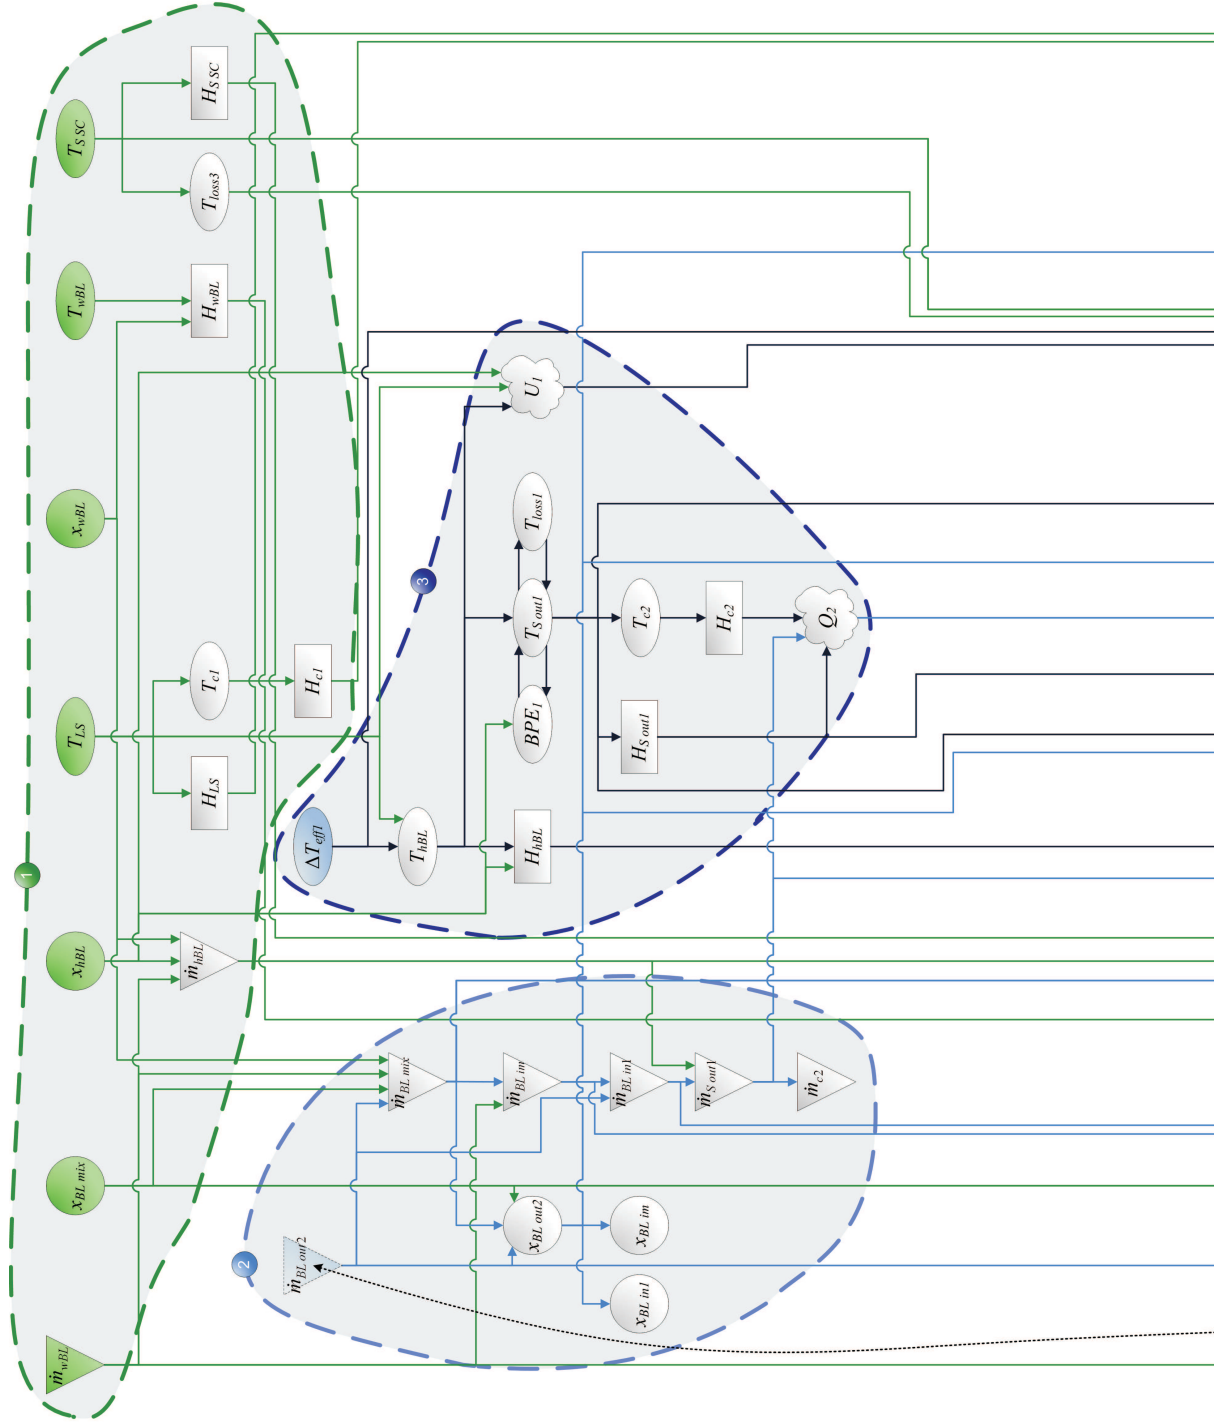 ṁ_wBL
x_BL mix
x_hBL
T_LS
x_wBL
T_wBL
T_S SC
1
ṁ_hBL
H_LS
T_c1
H_wBL
T_loss3
H_S SC
H_c1
2
ṁ_BL out2
ṁ_BL mix
x_BL out2
ṁ_BL im
x_BL in1
x_BL im
ṁ_BL in1
ṁ_S out1
ṁ_c2
3
ΔT_eff1
T_hBL
H_hBL
BPE_1
T_S out1
T_loss1
U_1
H_S out1
T_c2
H_c2
Q_2